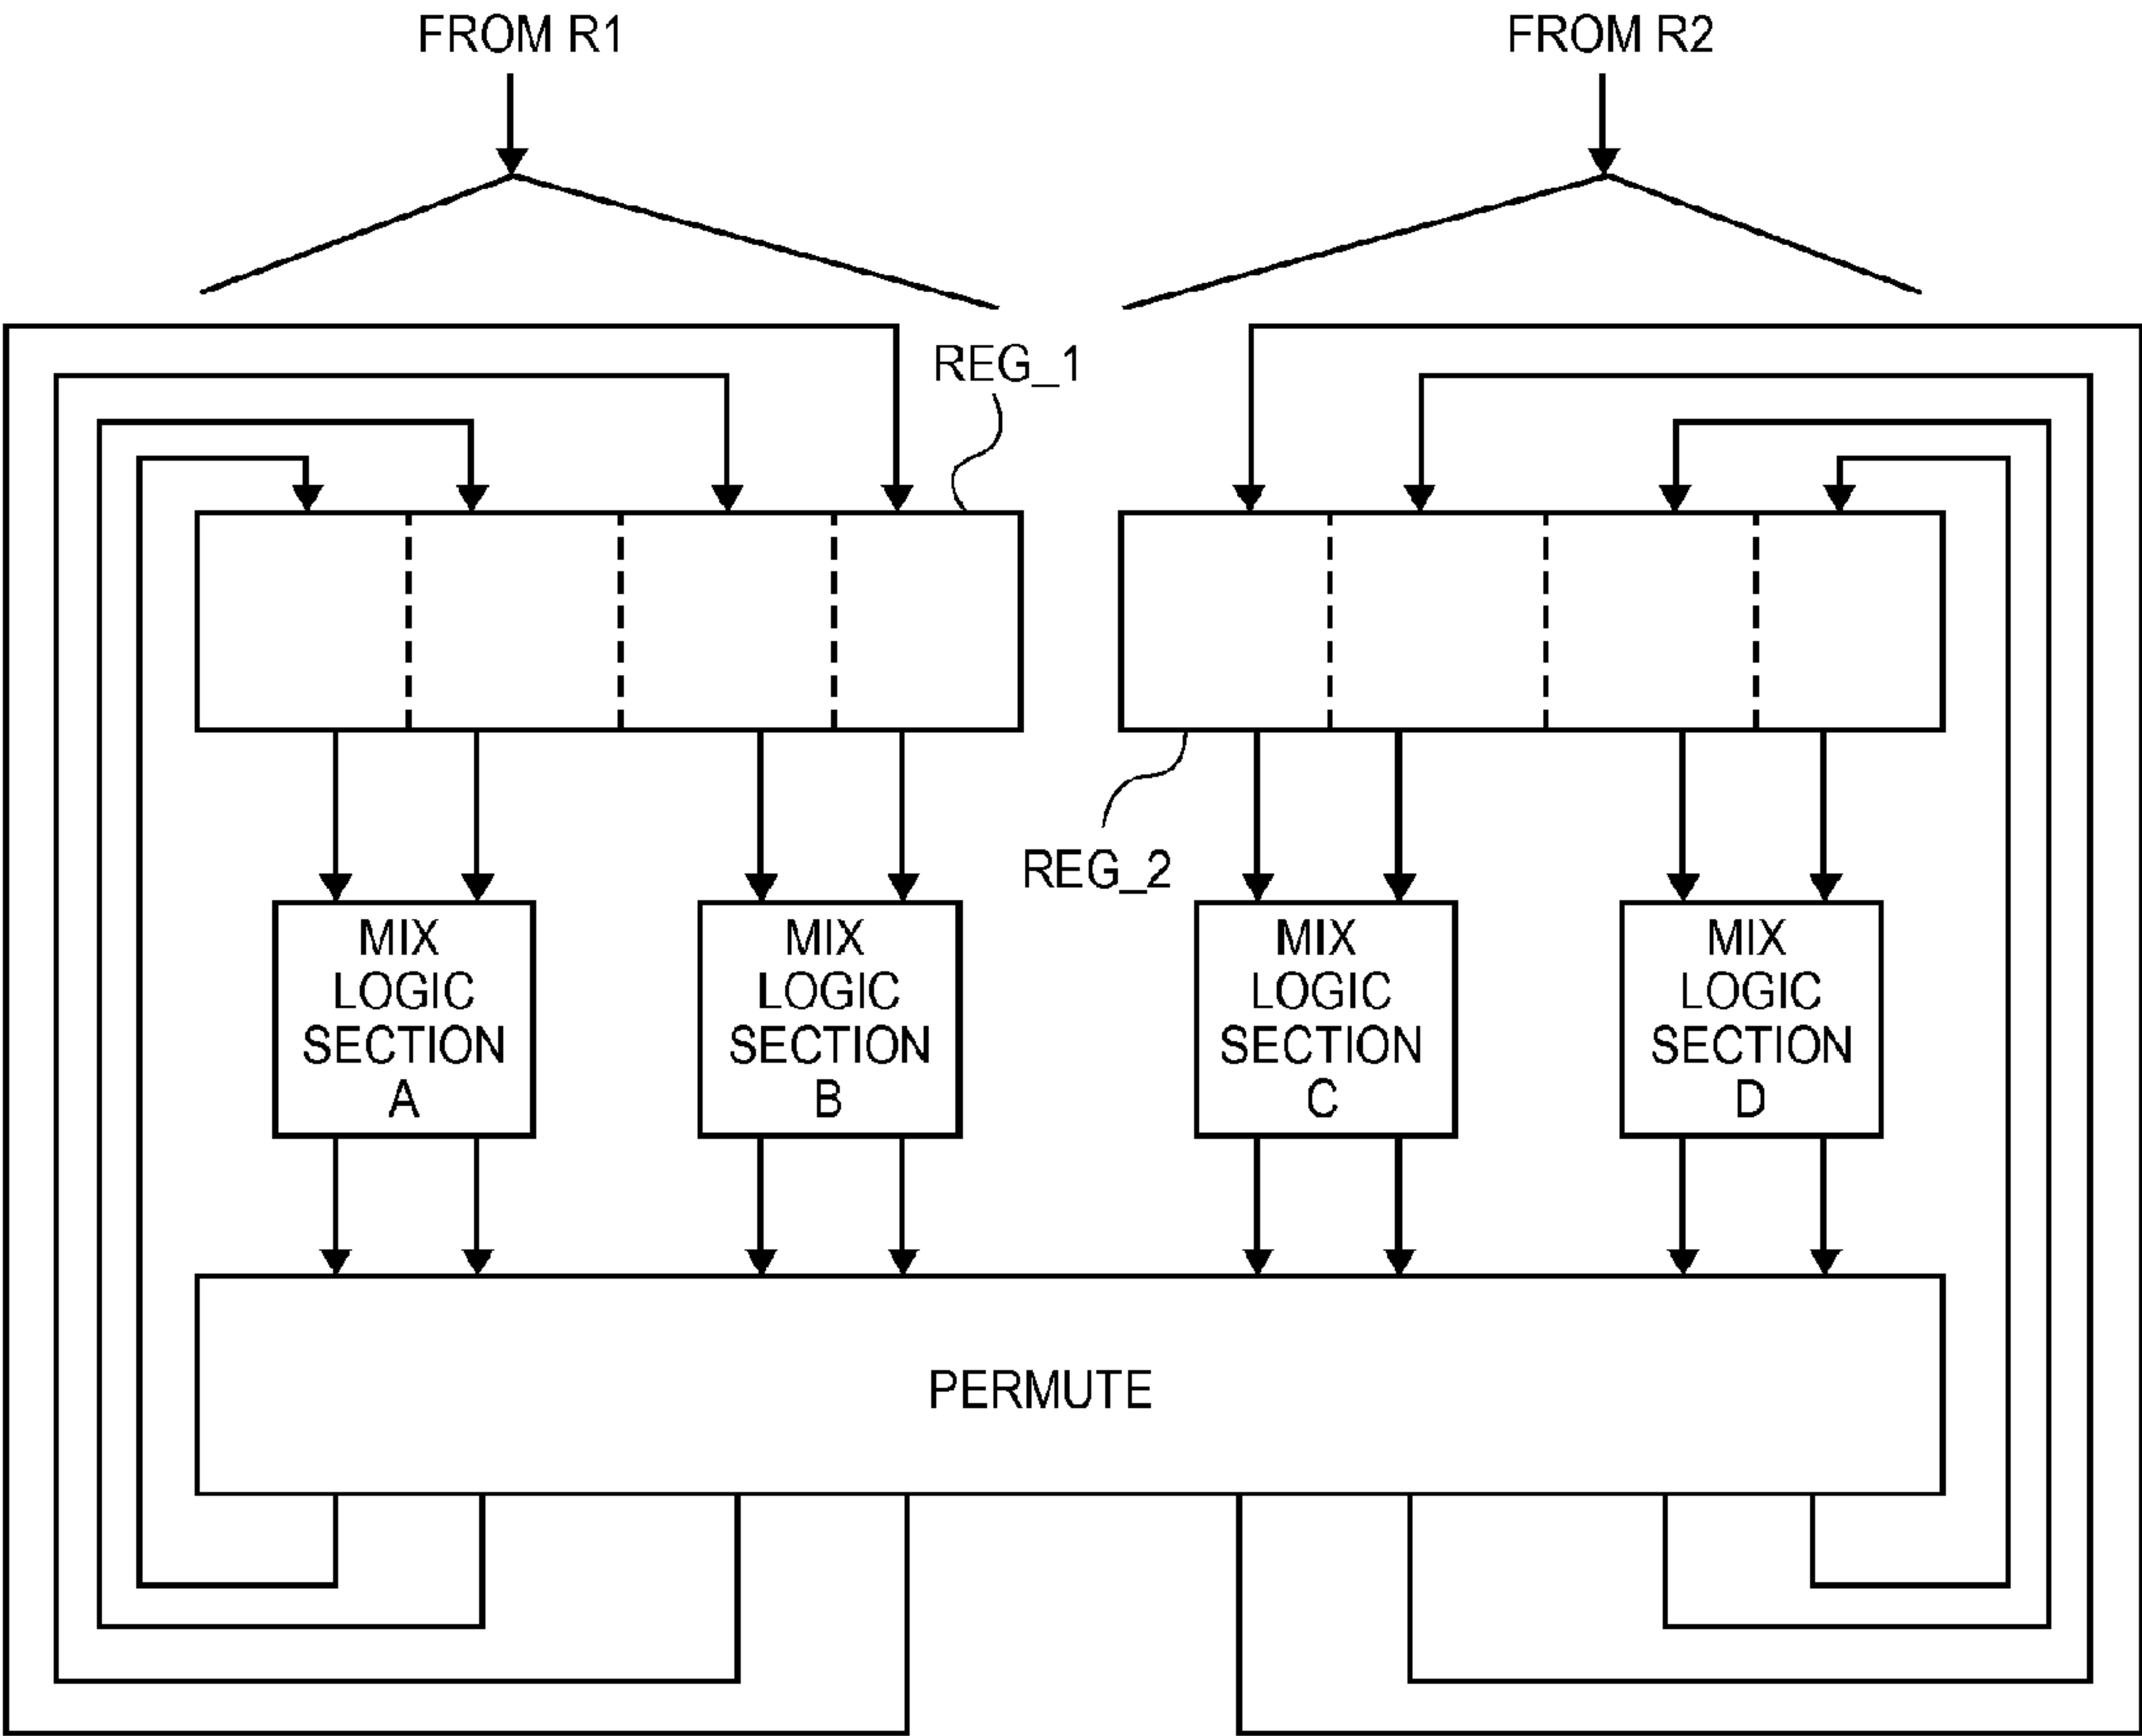 FROM R1
FROM R2
REG_1
REG_2
MIX
LOGIC
SECTION
A
MIX
LOGIC
SECTION
B
MIX
LOGIC
SECTION
C
MIX
LOGIC
SECTION
D
PERMUTE